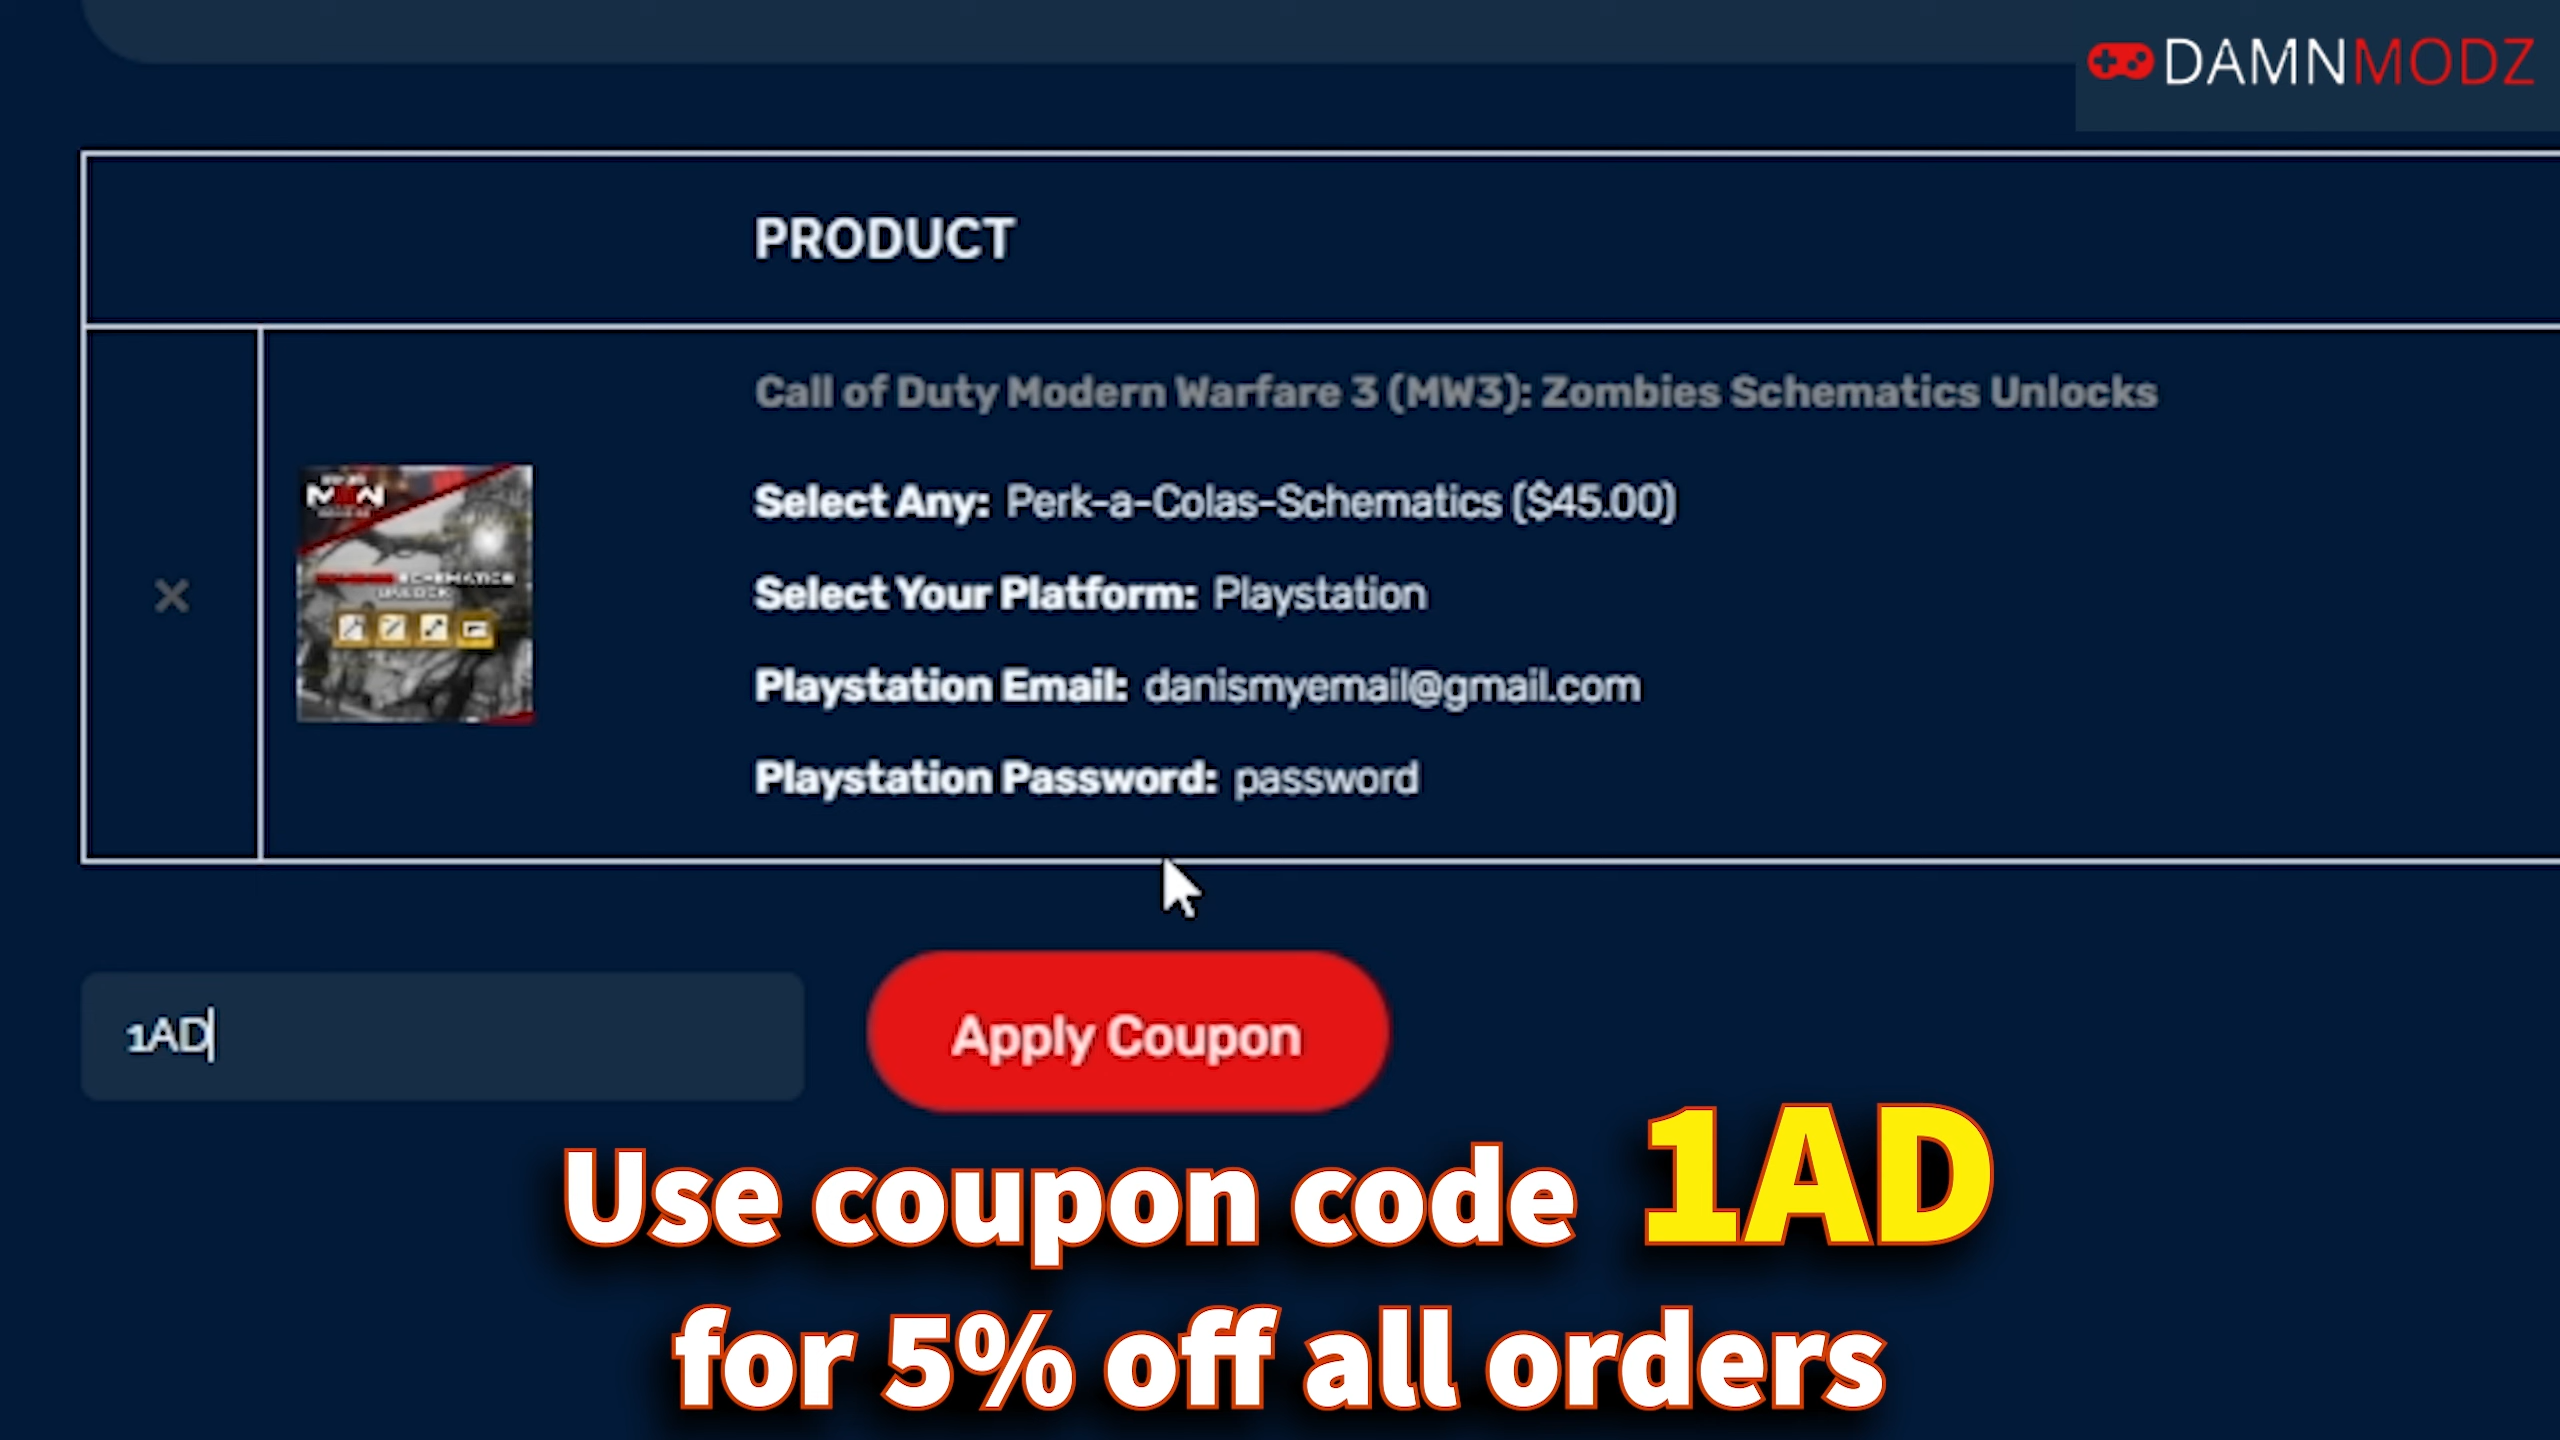 DAMNMODZ
PRODUCT
Call of Duty Modern Warfare 3 (MW3): Zombies Schematics Unlocks
Select Any: Perk-a-Colas-Schematics ($45.00)
Select Your Platform: Playstation
Playstation Email: danismyemail@gmail.com
Playstation Password: password
SCHEMATICS
UNLOCK
1AD
Apply Coupon
Use coupon code 1AD
for 5% off all orders